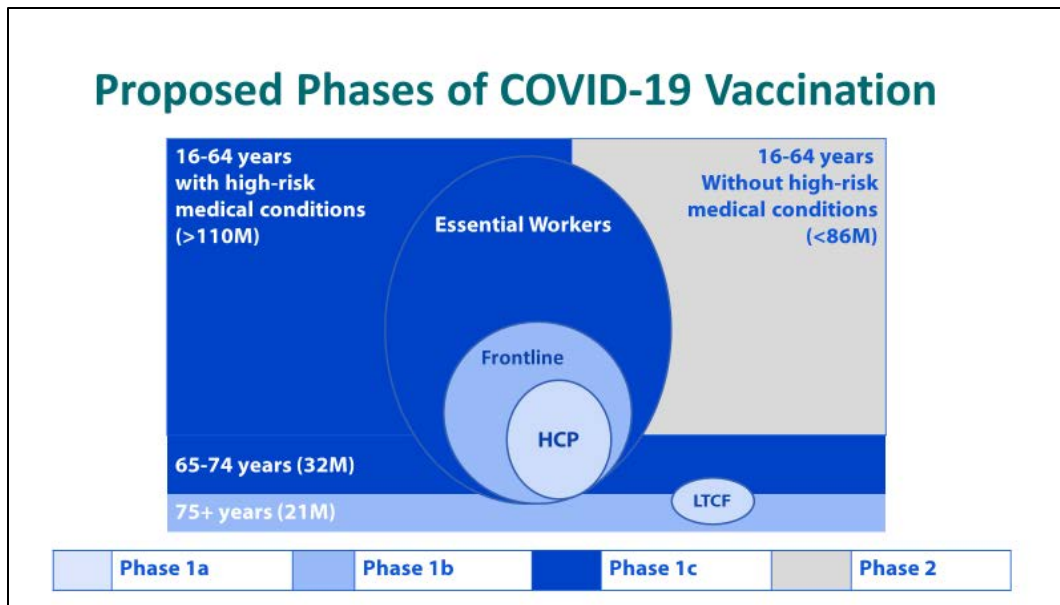 Proposed Phases of COVID-19 Vaccination
16-64 years
with high-risk
medical conditions
(>110M)
Essential Workers
16-64 years
Without high-risk
medical conditions
(<86M)
Frontline
HCP
65-74 years (32M)
LTCF
75+ years (21M)
Phase 1a
Phase 1b
Phase 1c
Phase 2